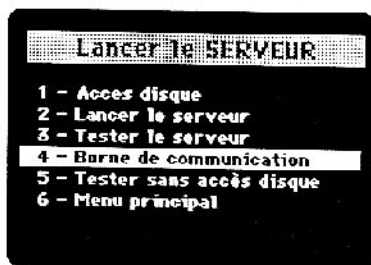 Lancer le SERVEUR
1 - Acces disque
2 - Lancer le serveur
3 - Tester le serveur
4 - Borne de communication
5 - Tester sans accès disque
6 - Menu principal